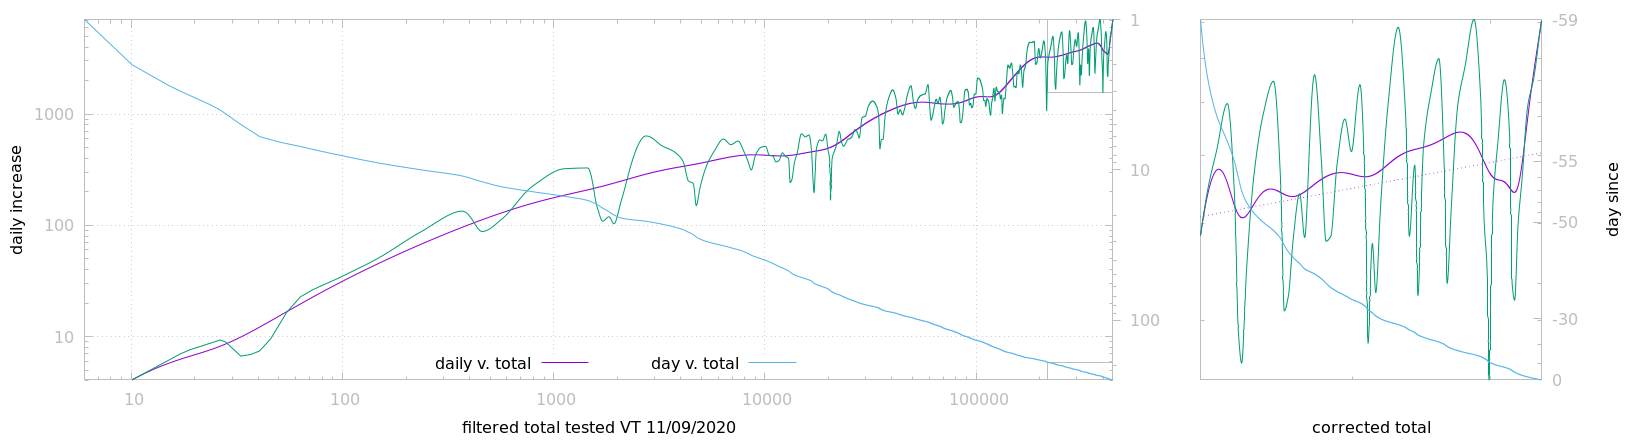 daily increase
1000
100
10
1
10
100
daily v. total
day v. total
10
100
1000
10000
100000
filtered total tested VT 11/09/2020
-59
-55
-50
-30
0
day since
corrected total